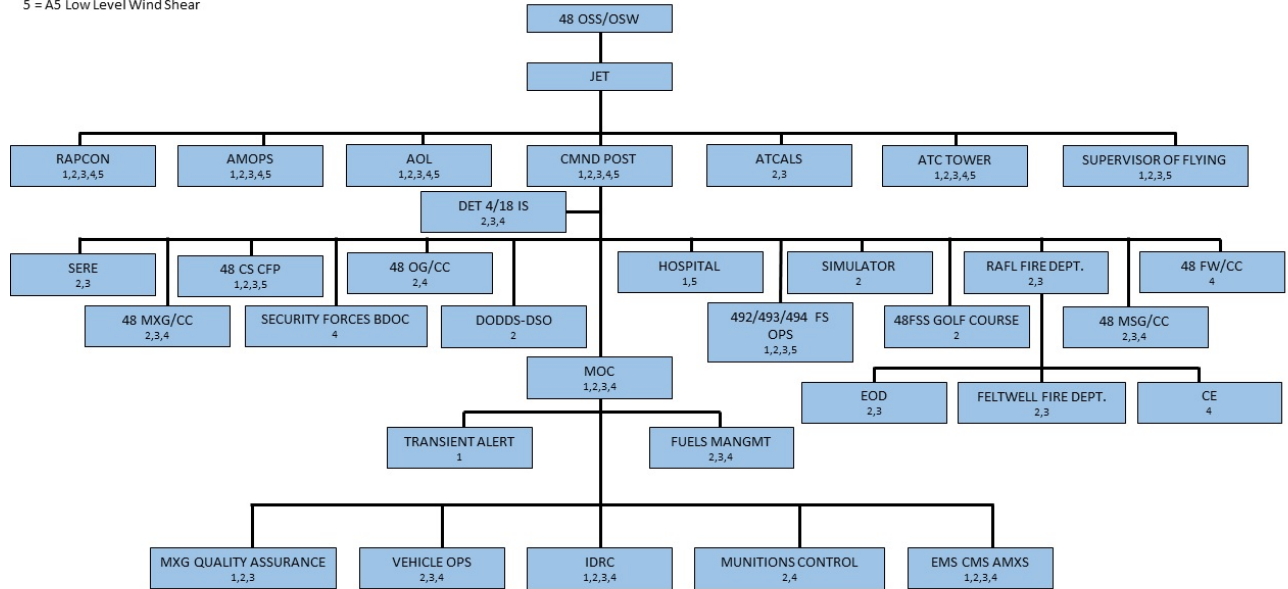 5 = A5 Low Level Wind Shear
48 OSS/OSW
JET
RAPCON
1,2,3,4,5
AMOPS
1,2,3,4,5
AOL
1,2,3,4,5
CMND POST
1,2,3,4,5
ATCALS
2,3
ATC TOWER
1,2,3,4,5
SUPERVISOR OF FLYING
1,2,3,5
DET 4/18 IS
2,3,4
SERE
2,3
48 CS CFP
1,2,3,5
48 OG/CC
2,4
HOSPITAL
1,5
SIMULATOR
2
RAFL FIRE DEPT.
2,3
48 FW/CC
4
48 MXG/CC
2,3,4
SECURITY FORCES BDOC
4
DODDS-DSO
2
492/493/494 FS
OPS
1,2,3,5
48FSS GOLF COURSE
2
48 MSG/CC
2,3,4
MOC
1,2,3,4
EOD
2,3
FELTWELL FIRE DEPT.
2,3
CE
4
TRANSIENT ALERT
1
FUELS MANGMT
2,3,4
MXG QUALITY ASSURANCE
1,2,3
VEHICLE OPS
2,3,4
IDRC
1,2,3,4
MUNITIONS CONTROL
2,4
EMS CMS AMXS
1,2,3,4